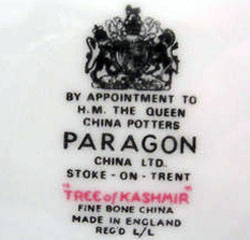 BY APPOINTMENT TO
H.M. THE QUEEN
CHINA POTTERS
PARAGON
CHINA LTD.
STOKE-ON-TRENT
"TREE of KASHMIR"
FINE BONE CHINA
MADE IN ENGLAND
REG'D L/L